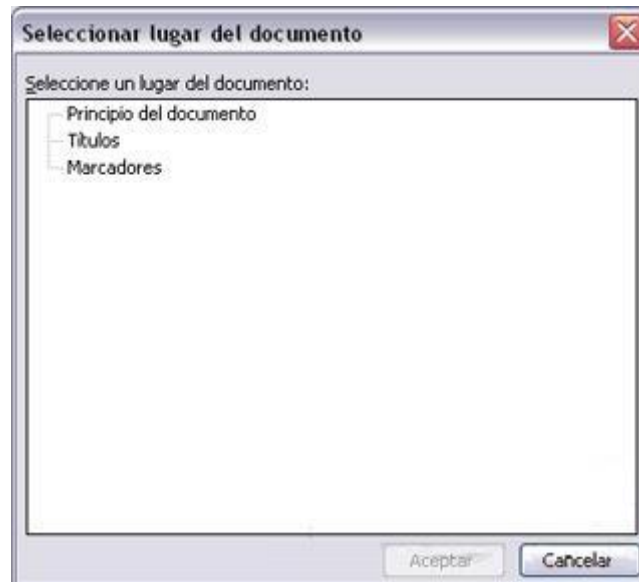 Seleccionar lugar del documento
Seleccione un lugar del documento:
Principio del documento
Títulos
Marcadores
Aceptar Cancelar